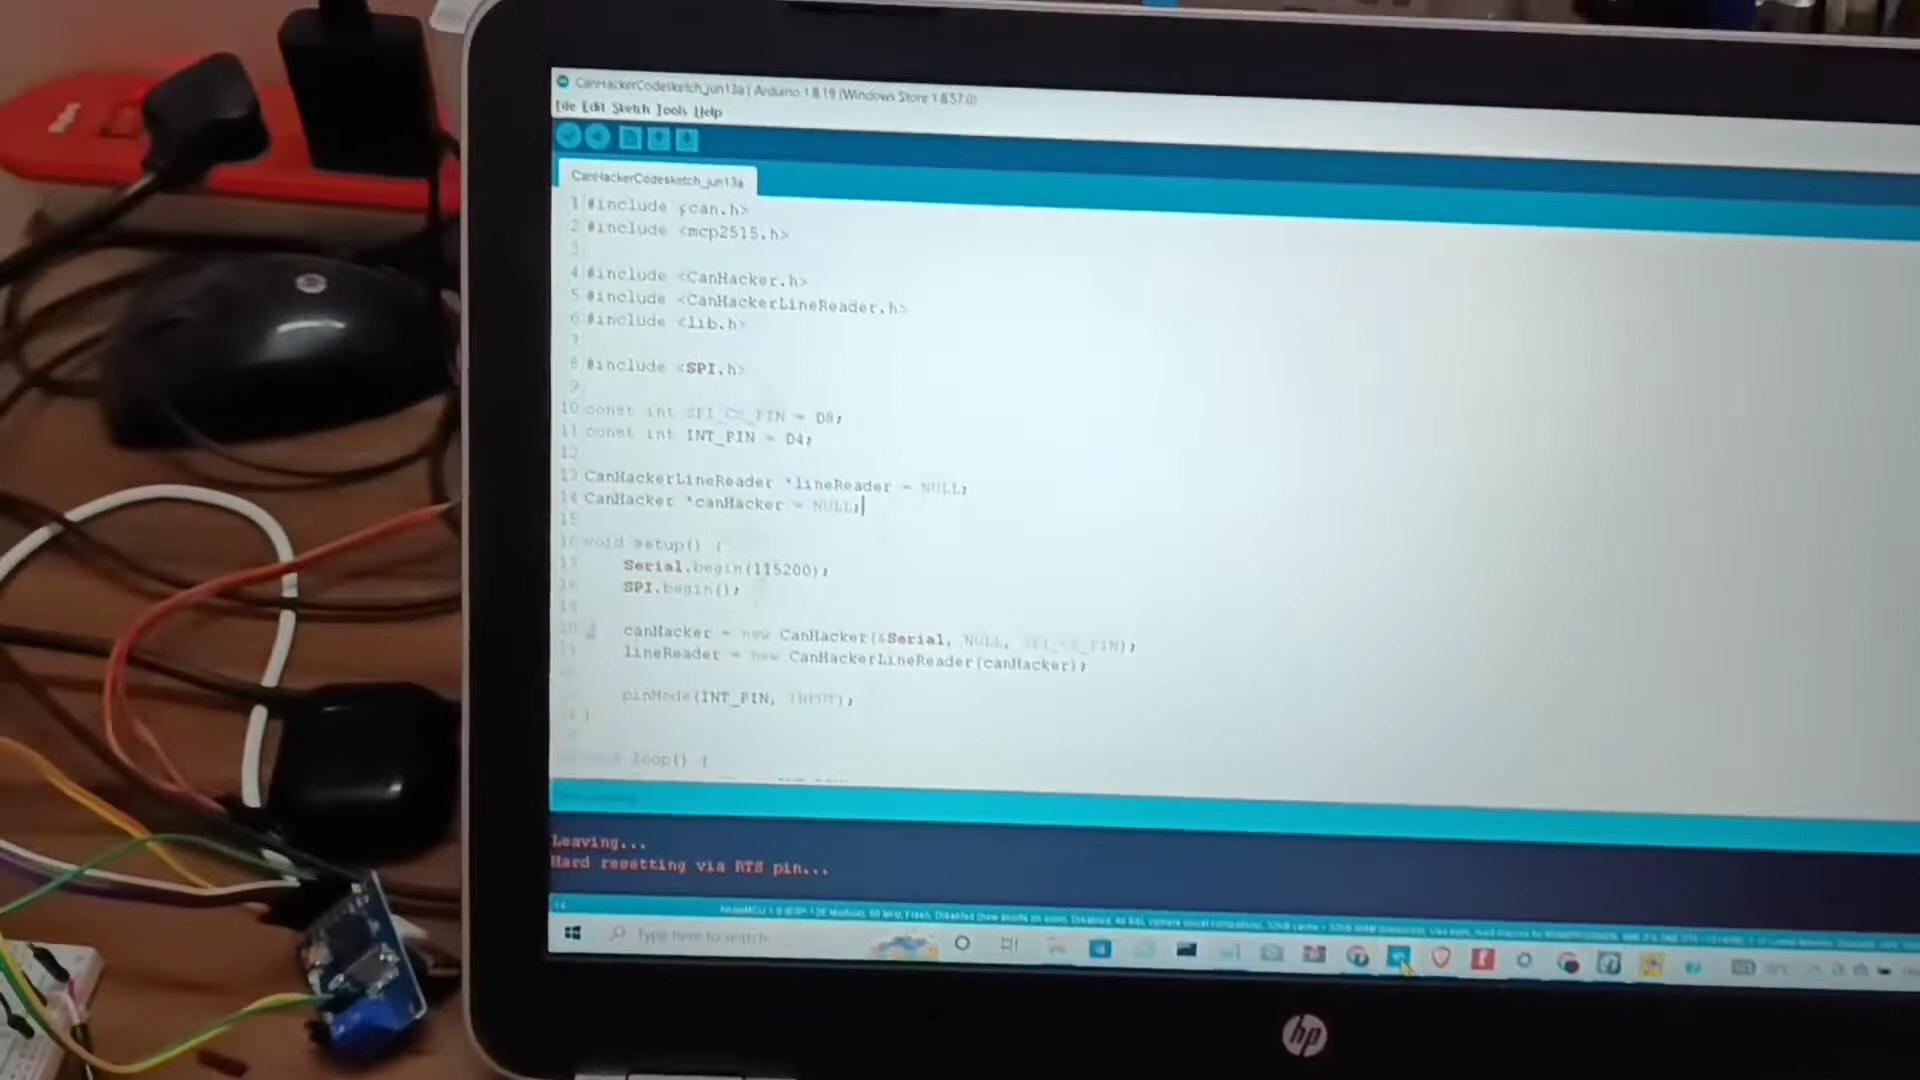 CanHackerCodesketch_jun13a | Arduino 1.8.19 (Windows Store 1.8.57.0)
File Edit Sketch Tools Help
CanHackerCodesketch_jun13a
1 #include <can.h>
2 #include <mcp2515.h>
3
4 #include <CanHacker.h>
5 #include <CanHackerLineReader.h>
6 #include <lib.h>
7
8 #include <SPI.h>
9
10 const int SPI_CS_PIN = D8;
11 const int INT_PIN = D4;
12
13 CanHackerLineReader *lineReader = NULL;
14 CanHacker *canHacker = NULL;
15
16 void setup() {
17 Serial.begin(115200);
18 SPI.begin();
19
20 canHacker = new CanHacker(&Serial, NULL, SPI_CS_PIN);
21 lineReader = new CanHackerLineReader(canHacker);
pinMode(INT_PIN, INPUT);
}
loop() {
Leaving...
Hard resetting via RTS pin...
14
Type here to search
hp